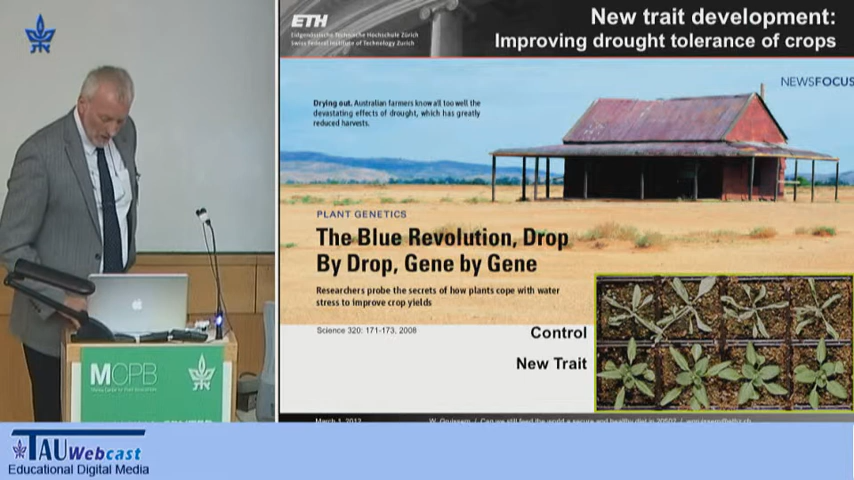 ETH
Eidgenössische Technische Hochschule Zürich
Swiss Federal Institute of Technology Zurich
New trait development:
Improving drought tolerance of crops
NEWSFOCUS
Drying out. Australian farmers know all too well the
devastating effects of drought, which has greatly
reduced harvests.
PLANT GENETICS
The Blue Revolution, Drop
By Drop, Gene by Gene
Researchers probe the secrets of how plants cope with water
stress to improve crop yields
Science 320: 171-173. 2008
Control
New Trait
March 1, 2012
MCPB
TAU Webcast
Educational Digital Media